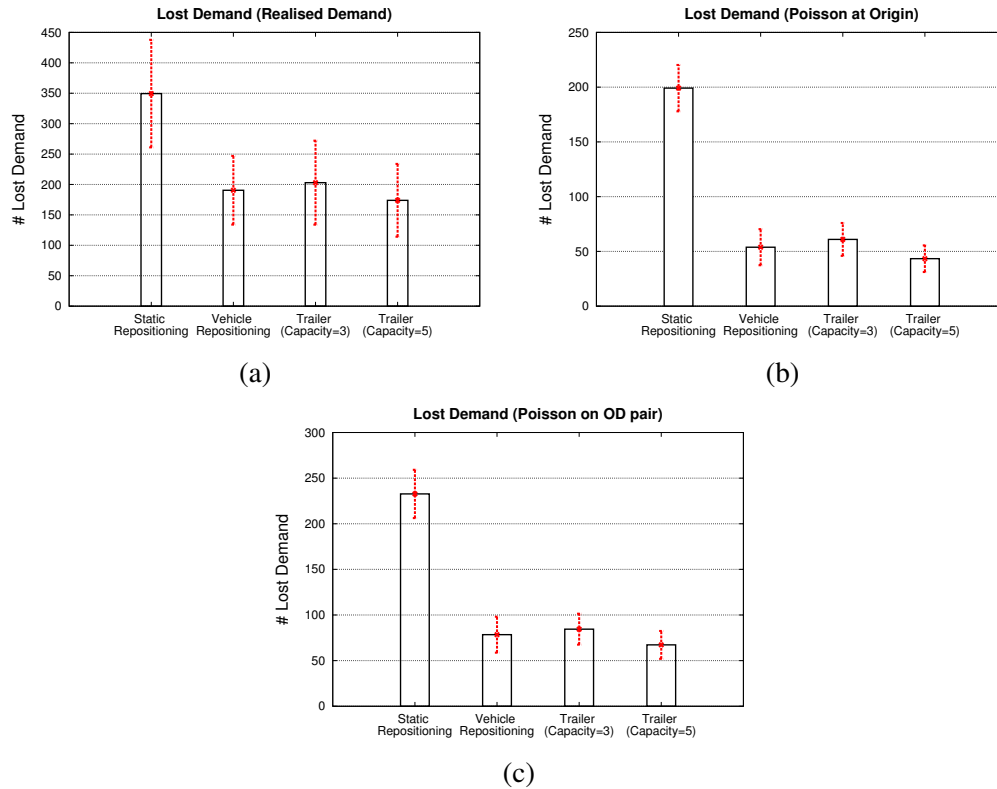 Lost Demand (Realised Demand)
# Lost Demand
450
400
350
300
250
200
150
100
50
0
Static Repositioning
Vehicle Repositioning
Trailer (Capacity=3)
Trailer (Capacity=5)
(a)
Lost Demand (Poisson at Origin)
# Lost Demand
250
200
150
100
50
0
Static Repositioning
Vehicle Repositioning
Trailer (Capacity=3)
Trailer (Capacity=5)
(b)
Lost Demand (Poisson on OD pair)
# Lost Demand
300
250
200
150
100
50
0
Static Repositioning
Vehicle Repositioning
Trailer (Capacity=3)
Trailer (Capacity=5)
(c)